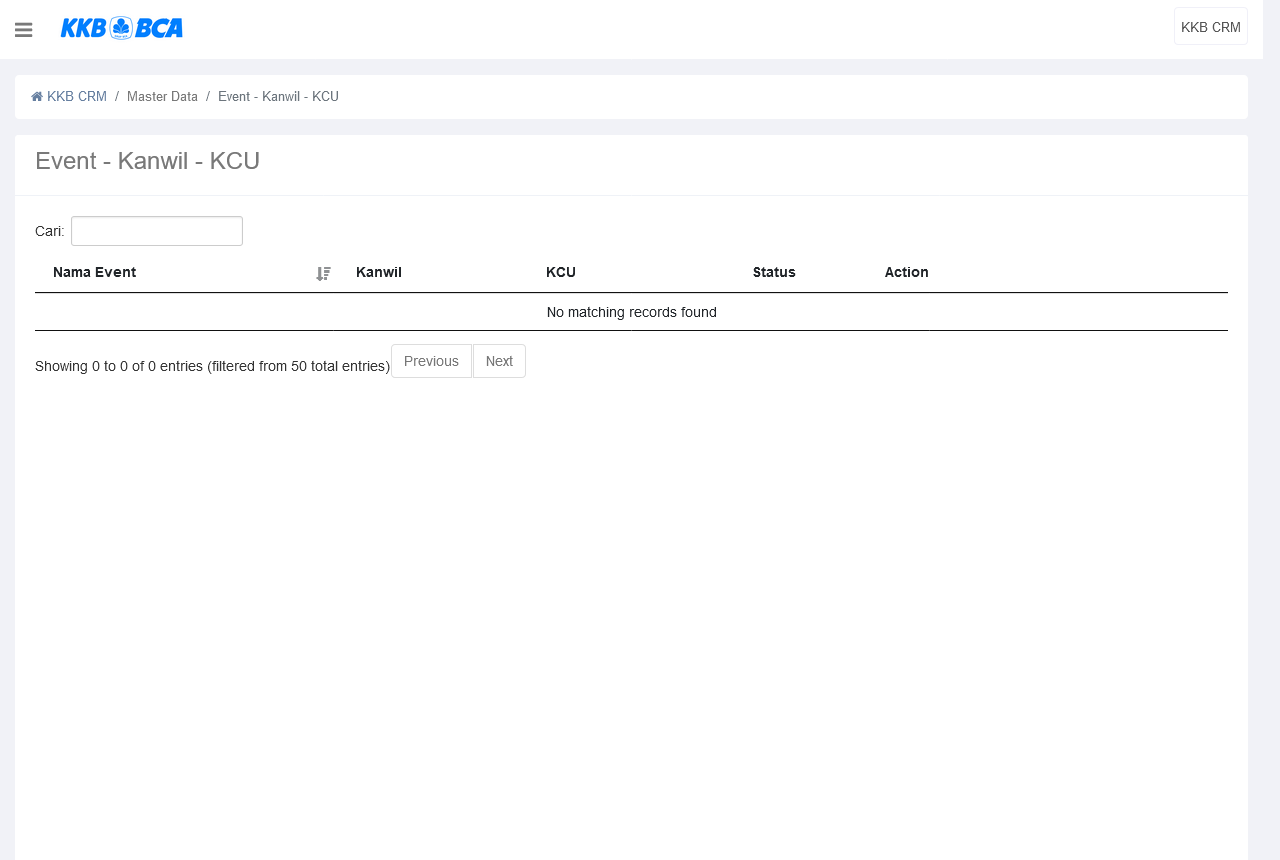 KKB BCA
KKB CRM
KKB CRM / Master Data / Event - Kanwil - KCU
Event - Kanwil - KCU
Cari:
Nama Event Kanwil KCU Status Action
No matching records found
Showing 0 to 0 of 0 entries (filtered from 50 total entries) Previous Next